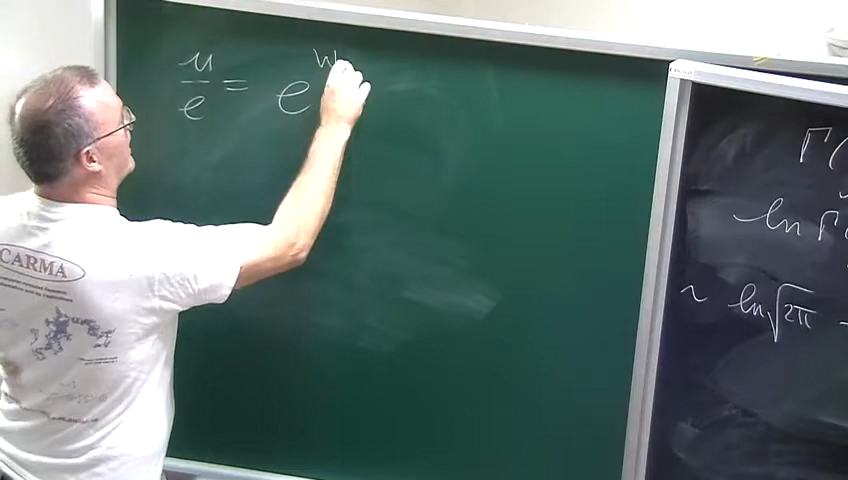 u/e = e^W
CARMA
Γ(
ln Γ(
~ ln√2π -